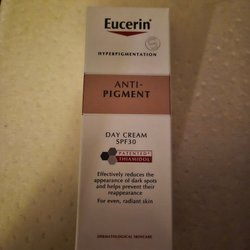 Eucerin®
HYPERPIGMENTATION
ANTI-
PIGMENT
DAY CREAM
SPF30
PATENTED*
THIAMIDOL
Effectively reduces the
appearance of dark spots
and helps prevent their
reappearance
For even, radiant skin
DERMATOLOGICAL SKINCARE